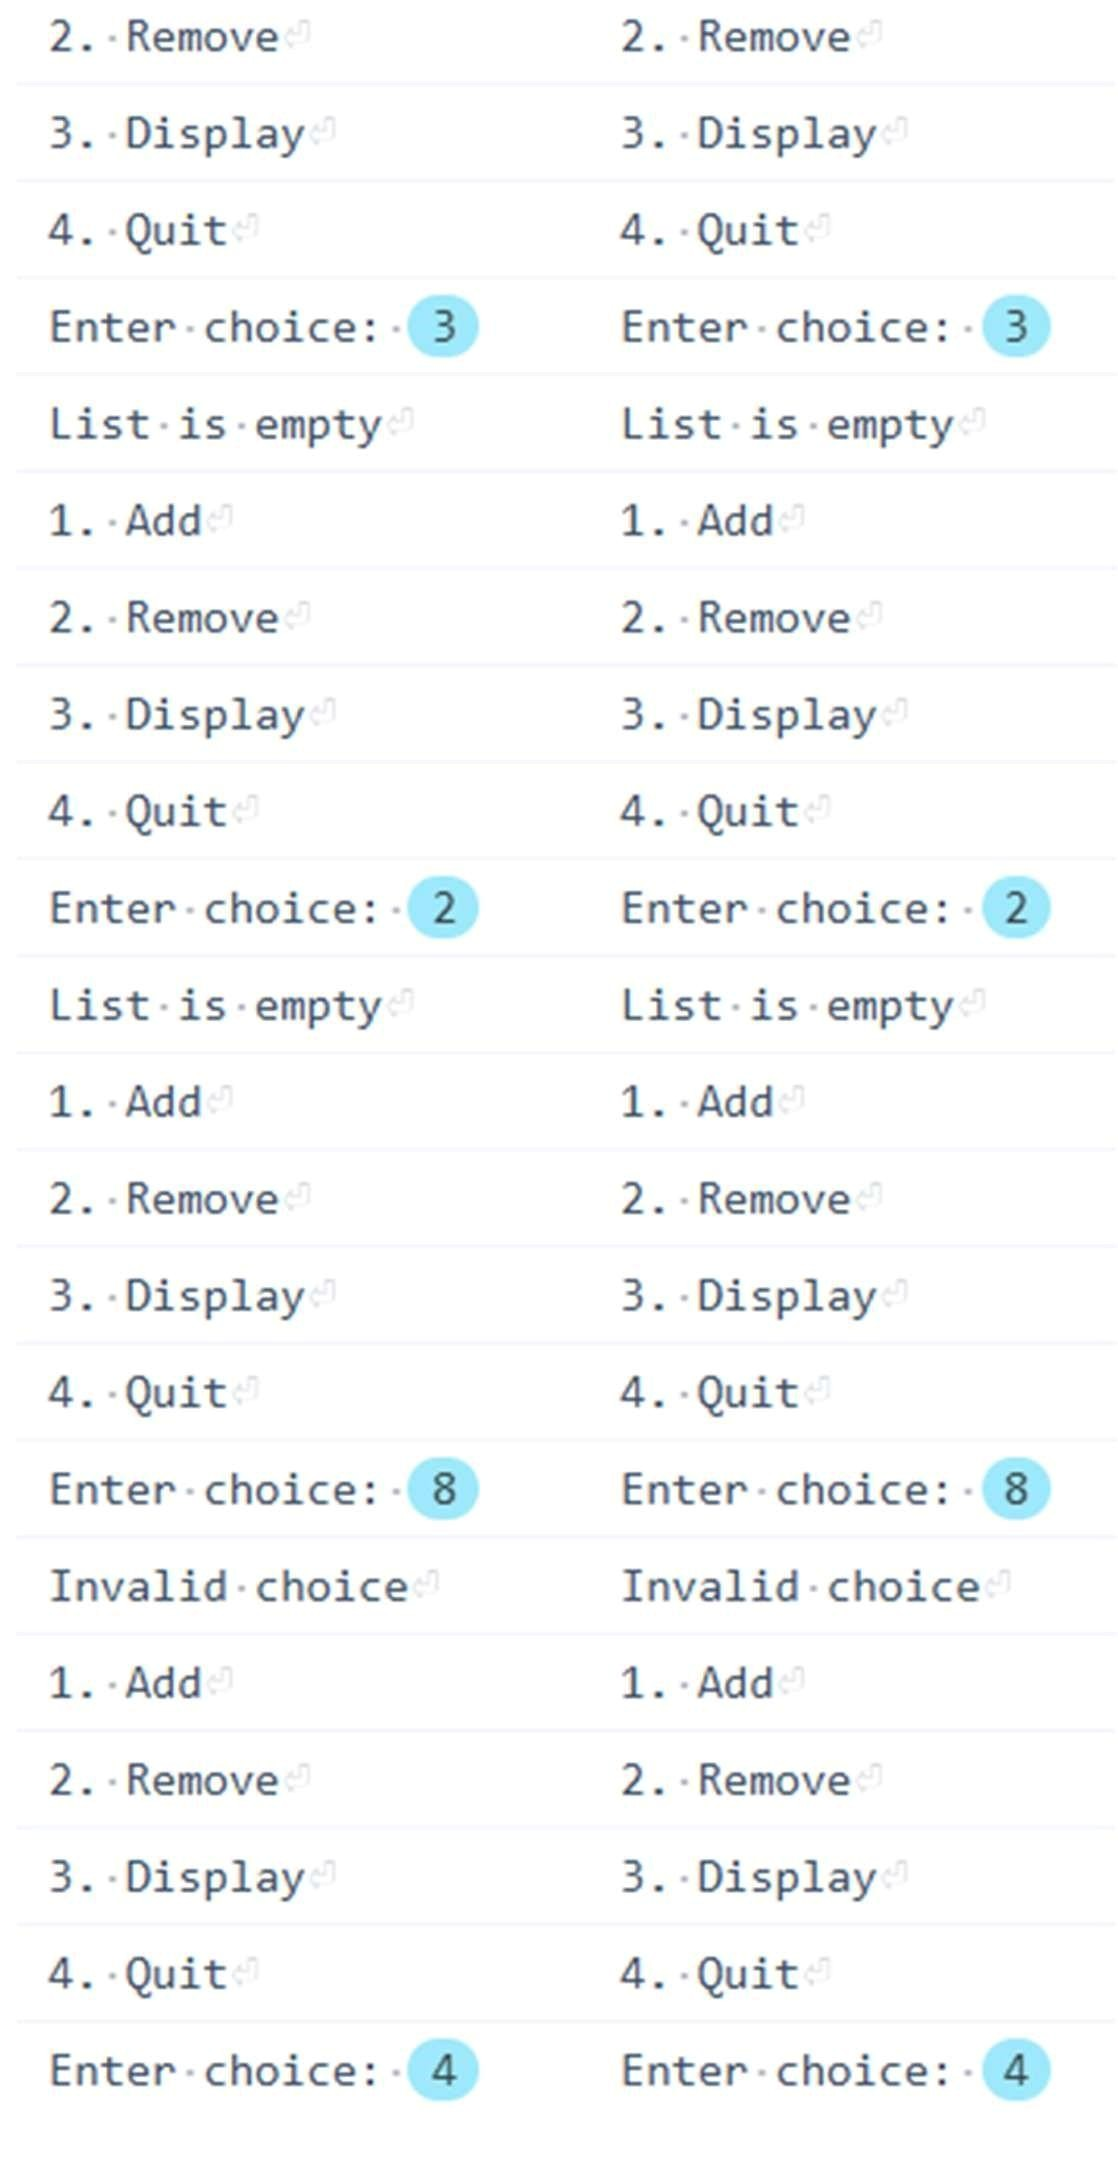 2. Remove 2. Remove
3. Display 3. Display
4. Quit 4. Quit
Enter choice: 3 Enter choice: 3
List is empty List is empty
1. Add 1. Add
2. Remove 2. Remove
3. Display 3. Display
4. Quit 4. Quit
Enter choice: 2 Enter choice: 2
List is empty List is empty
1. Add 1. Add
2. Remove 2. Remove
3. Display 3. Display
4. Quit 4. Quit
Enter choice: 8 Enter choice: 8
Invalid choice Invalid choice
1. Add 1. Add
2. Remove 2. Remove
3. Display 3. Display
4. Quit 4. Quit
Enter choice: 4 Enter choice: 4